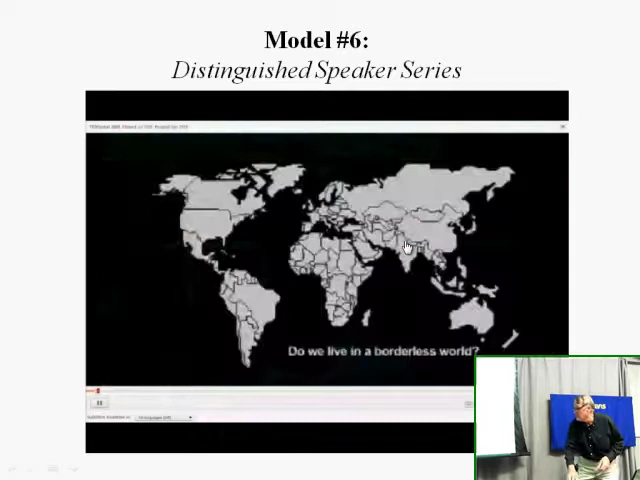 Model #6:
Distinguished Speaker Series
Do we live in a borderless world?